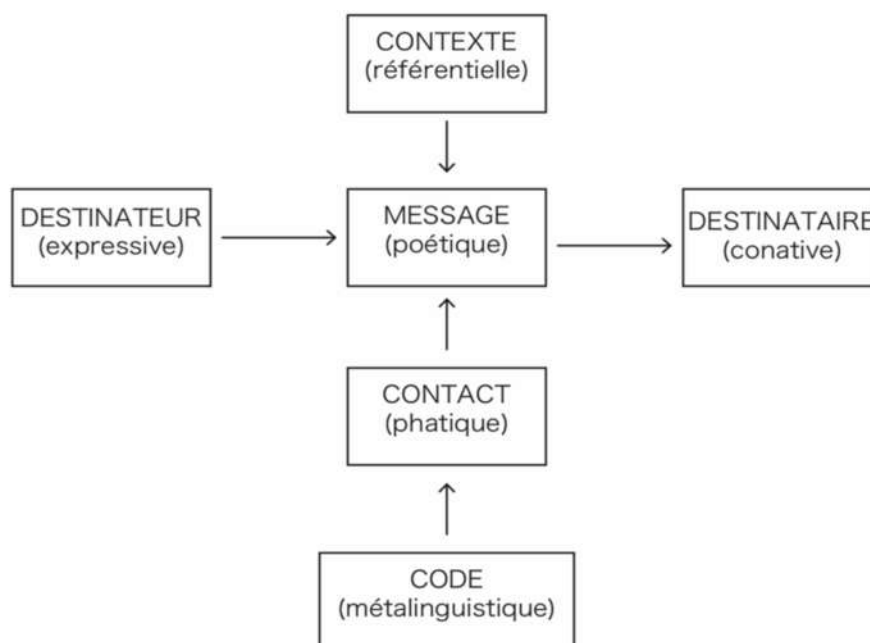 CONTEXTE
(référentielle)
DESTINATEUR
(expressive)
MESSAGE
(poétique)
DESTINATAIRE
(conative)
CONTACT
(phatique)
CODE
(métalinguistique)